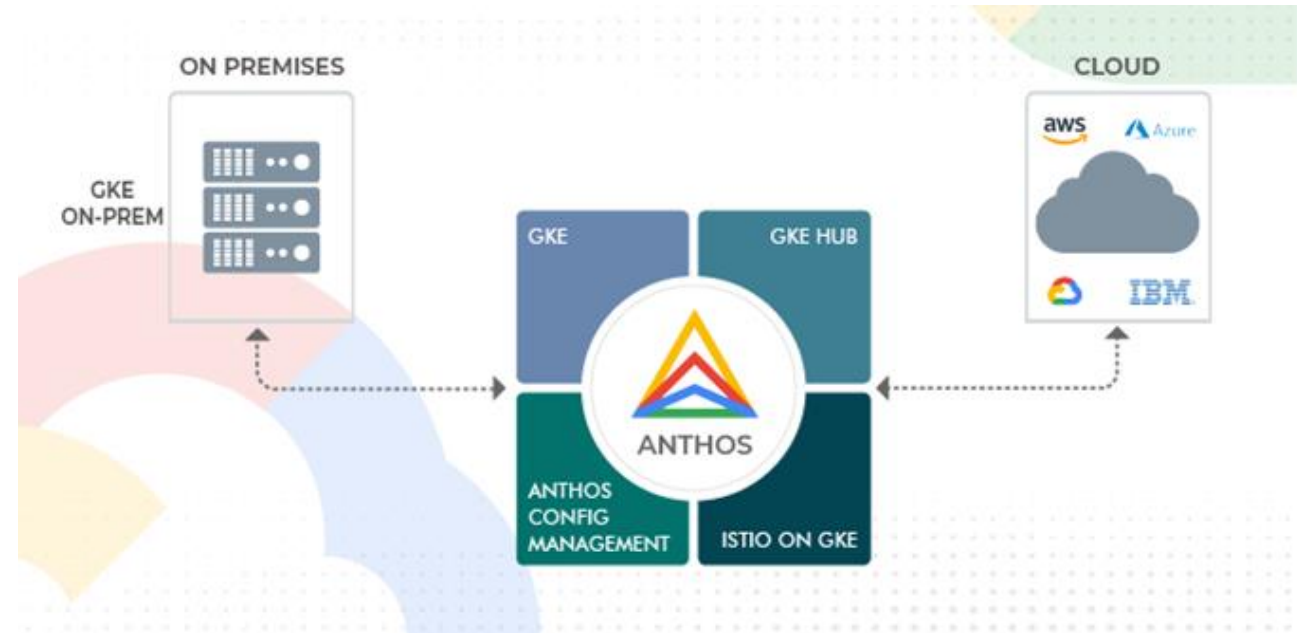 ON PREMISES
GKE
ON-PREM
CLOUD
aws
Azure
IBM
GKE
GKE HUB
ANTHOS
ANTHOS
CONFIG
MANAGEMENT
ISTIO ON GKE